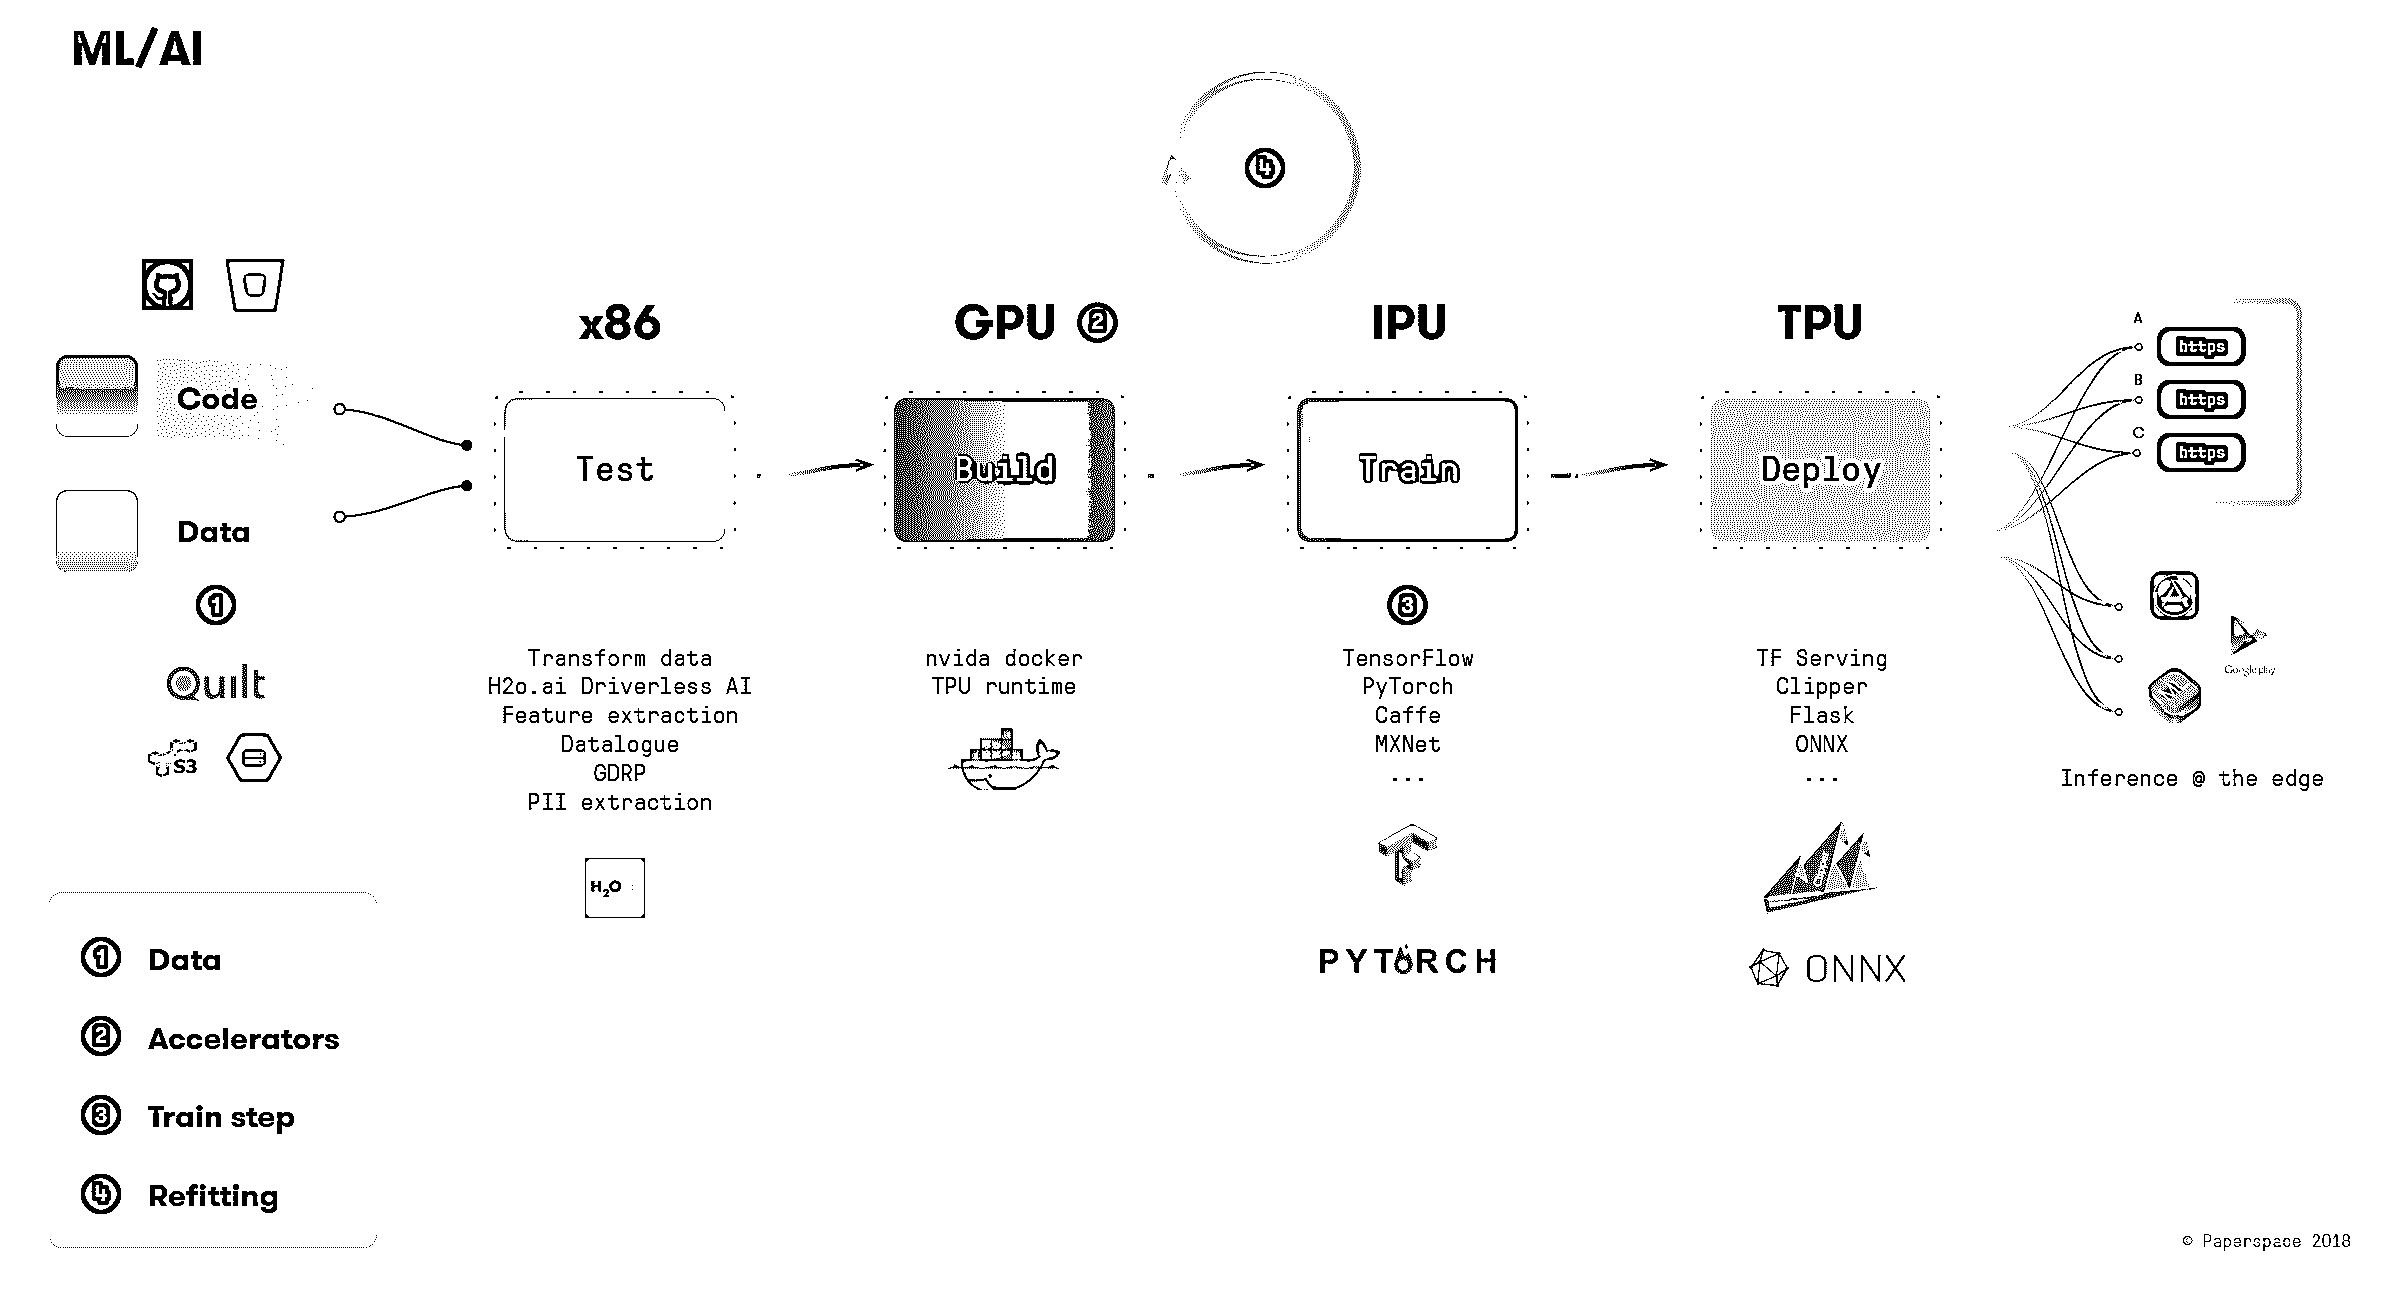 ML/AI
4
x86
GPU 2
IPU
TPU
Code
Data
1
Quilt
S3
Test
Build
Train
Deploy
3
Transform data
H2o.ai Driverless AI
Feature extraction
Datalogue
GDRP
PII extraction
H2O
nvida docker
TPU runtime
TensorFlow
PyTorch
Caffe
MXNet
...
PYTORCH
TF Serving
Clipper
Flask
ONNX
...
ONNX
A
https
B
https
C
https
Google play
ML
Inference @ the edge
1 Data
2 Accelerators
3 Train step
4 Refitting
© Paperspace 2018